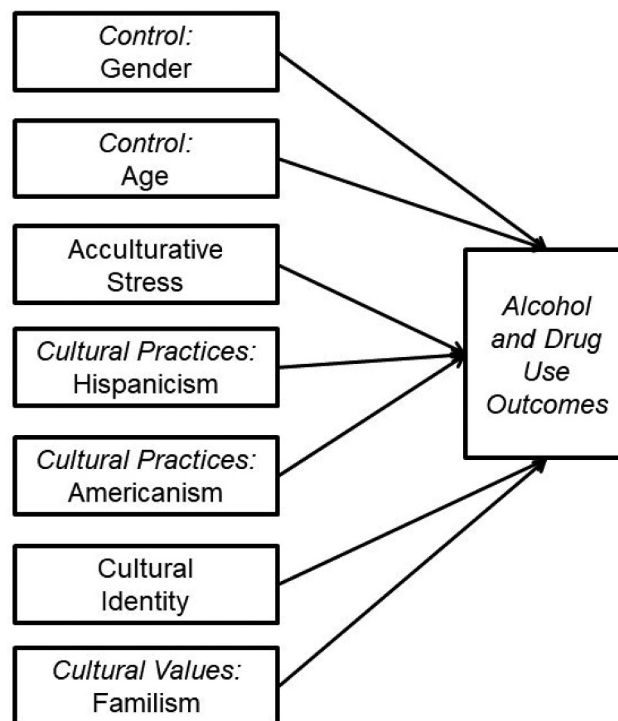 Control:
Gender
Control:
Age
Acculturative
Stress
Cultural Practices:
Hispanicism
Cultural Practices:
Americanism
Cultural
Identity
Cultural Values:
Familism
Alcohol
and Drug
Use
Outcomes